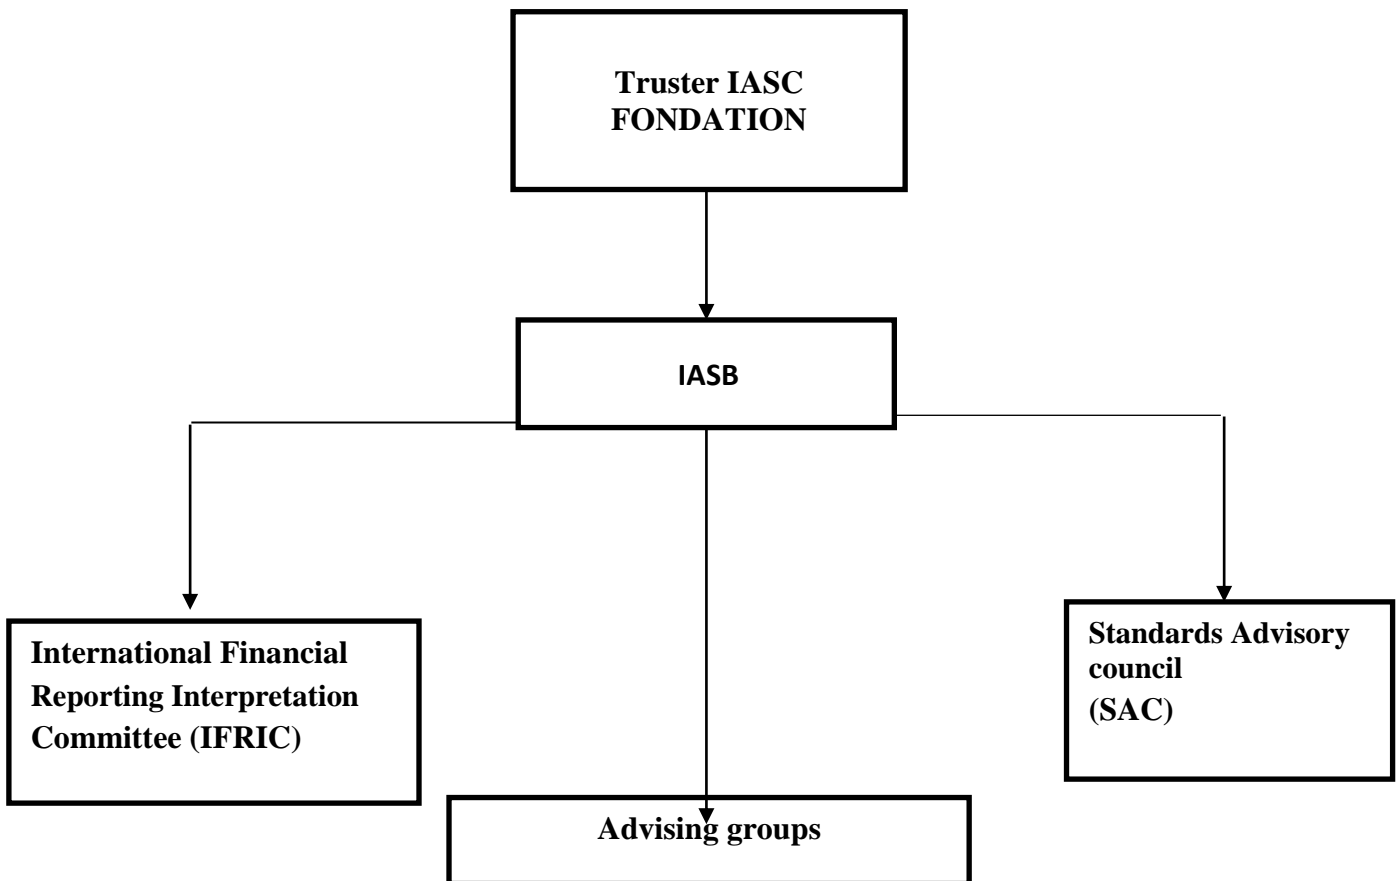 Truster IASC
FONDATION
IASB
International Financial
Reporting Interpretation
Committee (IFRIC)
Standards Advisory
council
(SAC)
Advising groups